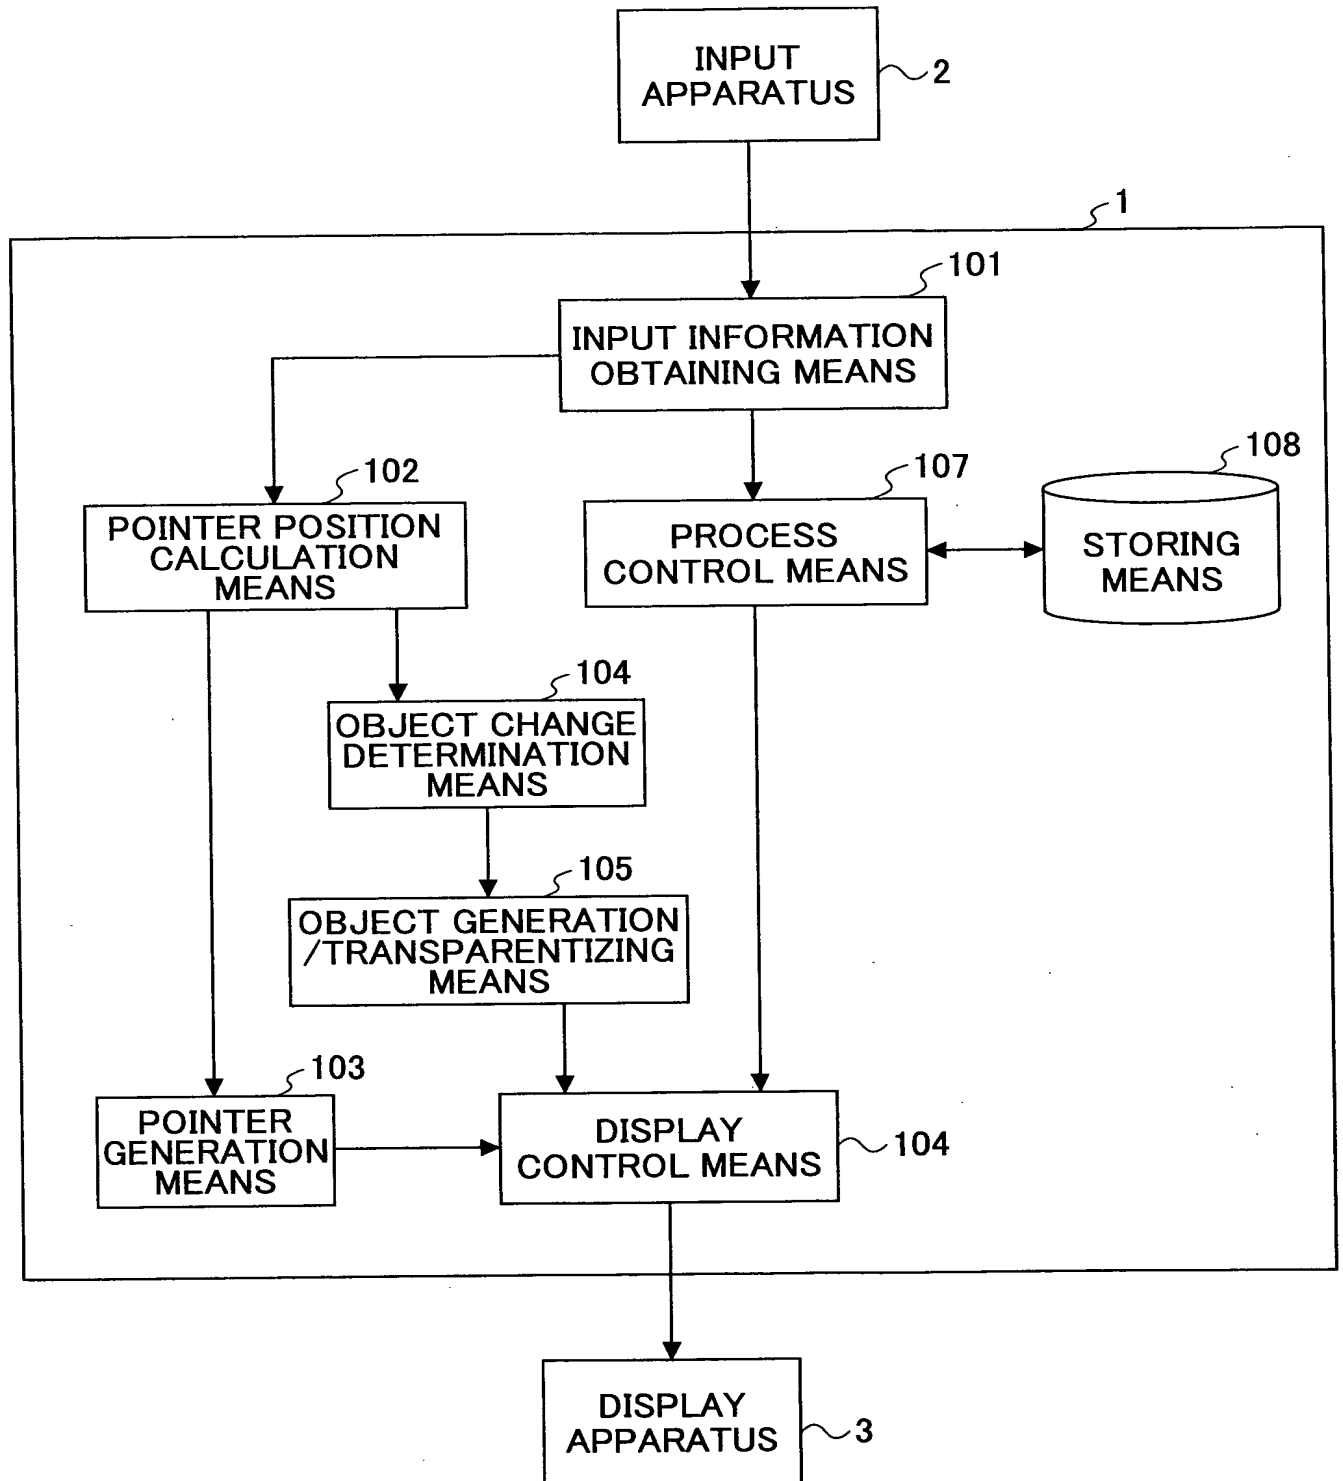 INPUT
APPARATUS
2
1
101
INPUT INFORMATION
OBTAINING MEANS
102
107
108
POINTER POSITION
CALCULATION
MEANS
PROCESS
CONTROL MEANS
STORING
MEANS
104
OBJECT CHANGE
DETERMINATION
MEANS
105
OBJECT GENERATION
/TRANSPARENTIZING
MEANS
103
POINTER
GENERATION
MEANS
DISPLAY
CONTROL MEANS
104
DISPLAY
APPARATUS
3